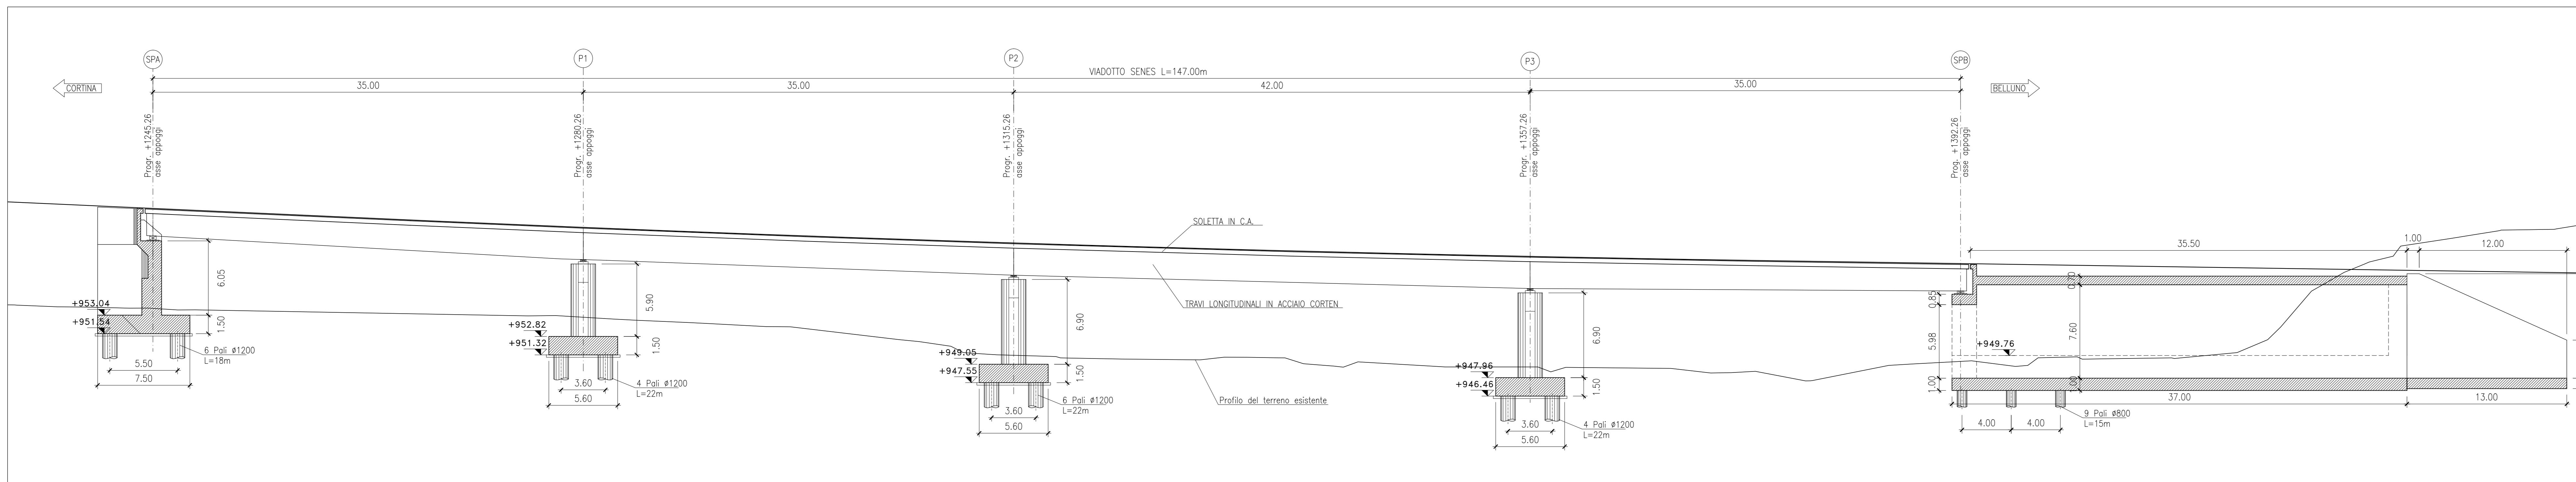 SPA
P1
P2
P3
SPB
VIADOTTO SENES L=147.00m
CORTINA
35.00
35.00
42.00
35.00
BELLUNO
Progr. +1245.26
asse appoggi
Progr. +1280.26
asse appoggi
Progr. +1315.26
asse appoggi
Progr. +1357.26
asse appoggi
Prog. +1392.26
asse appoggi
SOLETTA IN C.A.
TRAVI LONGITUDINALI IN ACCIAIO CORTEN
Profilo del terreno esistente
6.05
+953.04
+951.54
1.50
6 Pali ø1200
L=18m
5.50
7.50
5.90
+952.82
+951.32
1.50
4 Pali ø1200
L=22m
3.60
5.60
6.90
+949.05
+947.55
1.50
6 Pali ø1200
L=22m
3.60
5.60
6.90
+947.96
+946.46
1.50
4 Pali ø1200
L=22m
3.60
5.60
35.50
1.00
12.00
0.70
0.85
7.60
5.98
+949.76
1.00
1.00
37.00
13.00
9 Pali ø800
L=15m
4.00
4.00